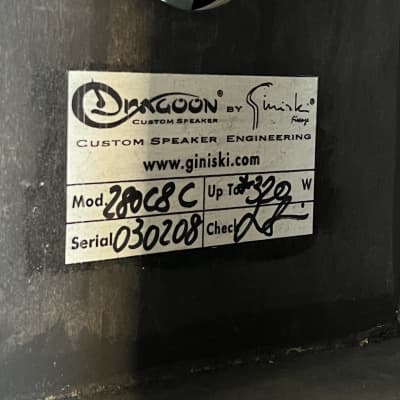 DRAGOON® BY Giniski®
CUSTOM SPEAKER Firenze
CUSTOM SPEAKER ENGINEERING
www.giniski.com
Mod. 280C8C Up To 320 W
Serial 030208 Check